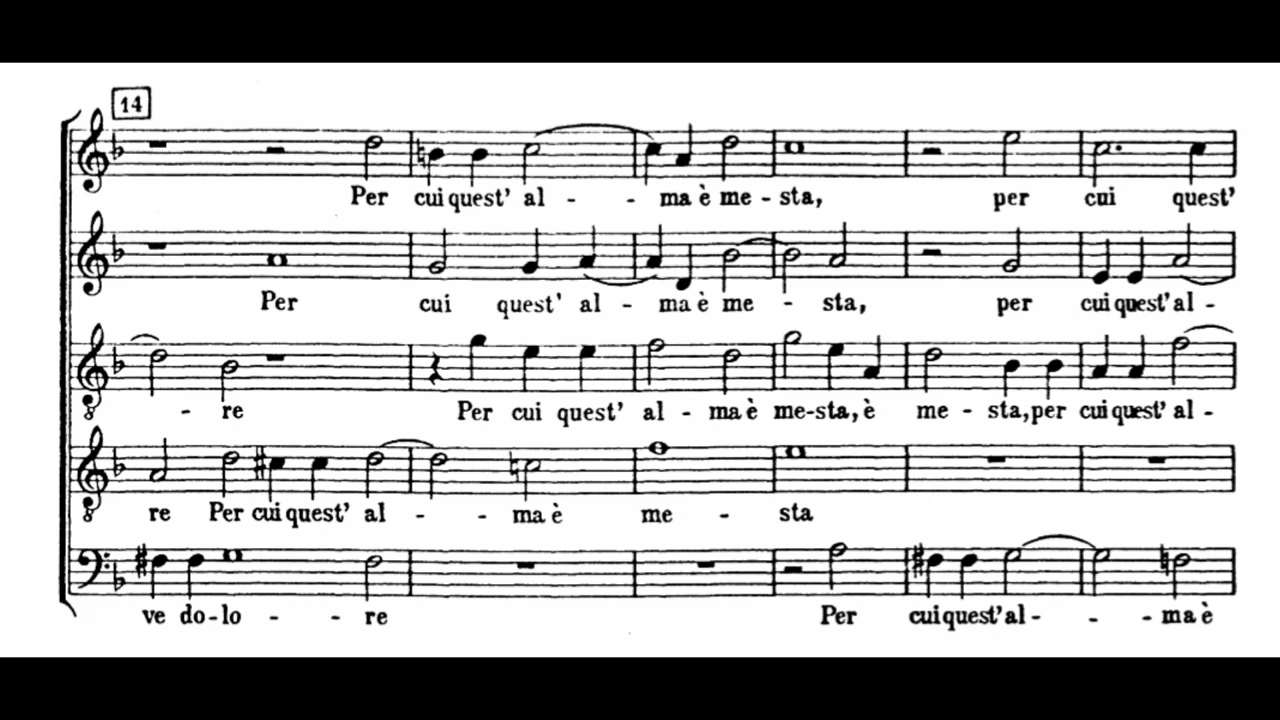 14
Per cui quest' al - - ma è me - sta, per cui quest'
Per cui quest' al - ma è me - sta, per cui quest' al -
- re Per cui quest' al - ma è me - sta, è me - sta, per cui quest' al -
8
re Per cui quest' al - - ma è me - sta
8
ve do - lo - - re Per cui quest' al - - - ma è